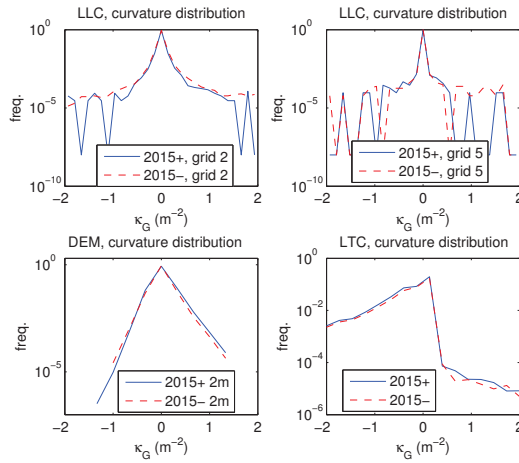 LLC, curvature distribution
10^0
10^-5
10^-10
freq.
2015+, grid 2
2015−, grid 2
−2 −1 0 1 2
κ_G (m^-2)
LLC, curvature distribution
10^0
10^-5
10^-10
freq.
2015+, grid 5
2015−, grid 5
−2 −1 0 1 2
κ_G (m^-2)
DEM, curvature distribution
10^0
10^-5
freq.
2015+ 2m
2015− 2m
−2 −1 0 1 2
κ_G (m^-2)
LTC, curvature distribution
10^0
10^-2
10^-4
10^-6
freq.
2015+
2015−
−2 −1 0 1 2
κ_G (m^-2)